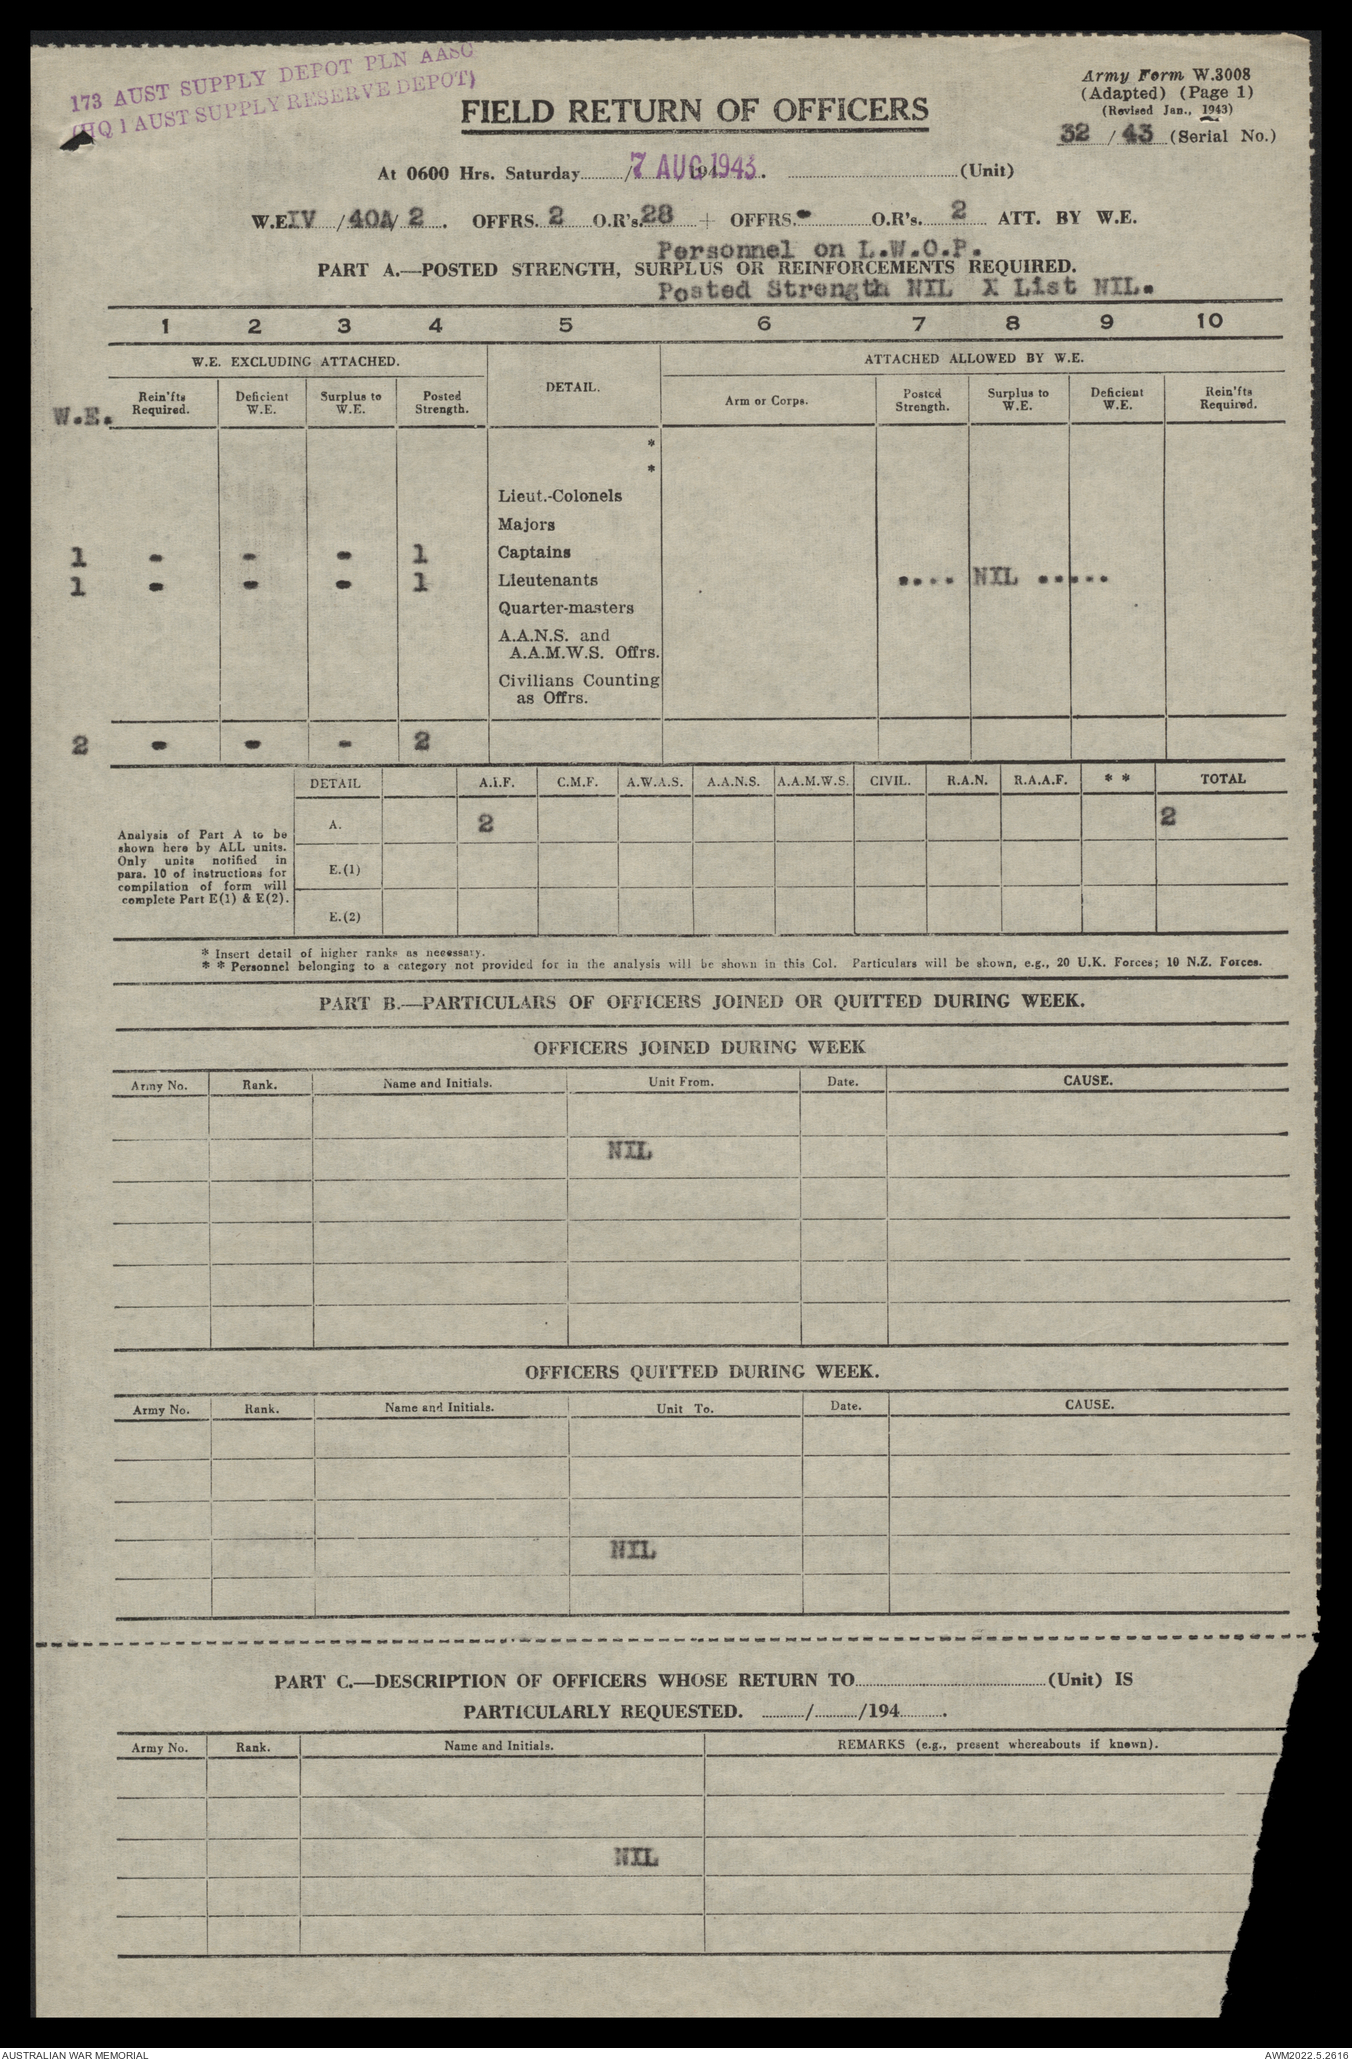 173 AUST SUPPLY DEPOT PLN AASC
(HQ 1 AUST SUPPLY RESERVE DEPOT)
Army Form W.3008
(Adapted) (Page 1)
(Revised Jan., 1943)
32 / 43 (Serial No.)
FIELD RETURN OF OFFICERS
At 0600 Hrs. Saturday........./7 AUG 1943. ........................(Unit)
W.E. IV /40A/ 2 . OFFRS. 2 O.R's. 28 + OFFRS. - O.R's. 2 ATT. BY W.E.
Personnel on L.W.O.P.
PART A.—POSTED STRENGTH, SURPLUS OR REINFORCEMENTS REQUIRED.
Posted Strength NIL X List NIL.
1 2 3 4 5 6 7 8 9 10
W.E. EXCLUDING ATTACHED. DETAIL. ATTACHED ALLOWED BY W.E.
W.E. Rein'fts Required. Deficient W.E. Surplus to W.E. Posted Strength. Arm or Corps. Posted Strength. Surplus to W.E. Deficient W.E. Rein'fts Required.
*
*
Lieut.-Colonels
Majors
1 - - - 1 Captains
1 - - - 1 Lieutenants .... NIL .....
Quarter-masters
A.A.N.S. and
A.A.M.W.S. Offrs.
Civilians Counting
as Offrs.
2 - - - 2
DETAIL A.I.F. C.M.F. A.W.A.S. A.A.N.S. A.A.M.W.S. CIVIL. R.A.N. R.A.A.F. * * TOTAL
A. 2 2
Analysis of Part A to be
shown here by ALL units.
Only units notified in
para. 10 of instructions for
compilation of form will
complete Part E(1) & E(2).
E.(1)
E.(2)
* Insert detail of higher ranks as necessary.
* * Personnel belonging to a category not provided for in the analysis will be shown in this Col. Particulars will be shown, e.g., 20 U.K. Forces; 10 N.Z. Forces.
PART B.—PARTICULARS OF OFFICERS JOINED OR QUITTED DURING WEEK.
OFFICERS JOINED DURING WEEK
Army No. Rank. Name and Initials. Unit From. Date. CAUSE.
NIL
OFFICERS QUITTED DURING WEEK.
Army No. Rank. Name and Initials. Unit To. Date. CAUSE.
NIL
PART C.—DESCRIPTION OF OFFICERS WHOSE RETURN TO........................(Unit) IS
PARTICULARLY REQUESTED. ........./........./194.........
Army No. Rank. Name and Initials. REMARKS (e.g., present whereabouts if known).
NIL
AUSTRALIAN WAR MEMORIAL
AWM2022.5.2616